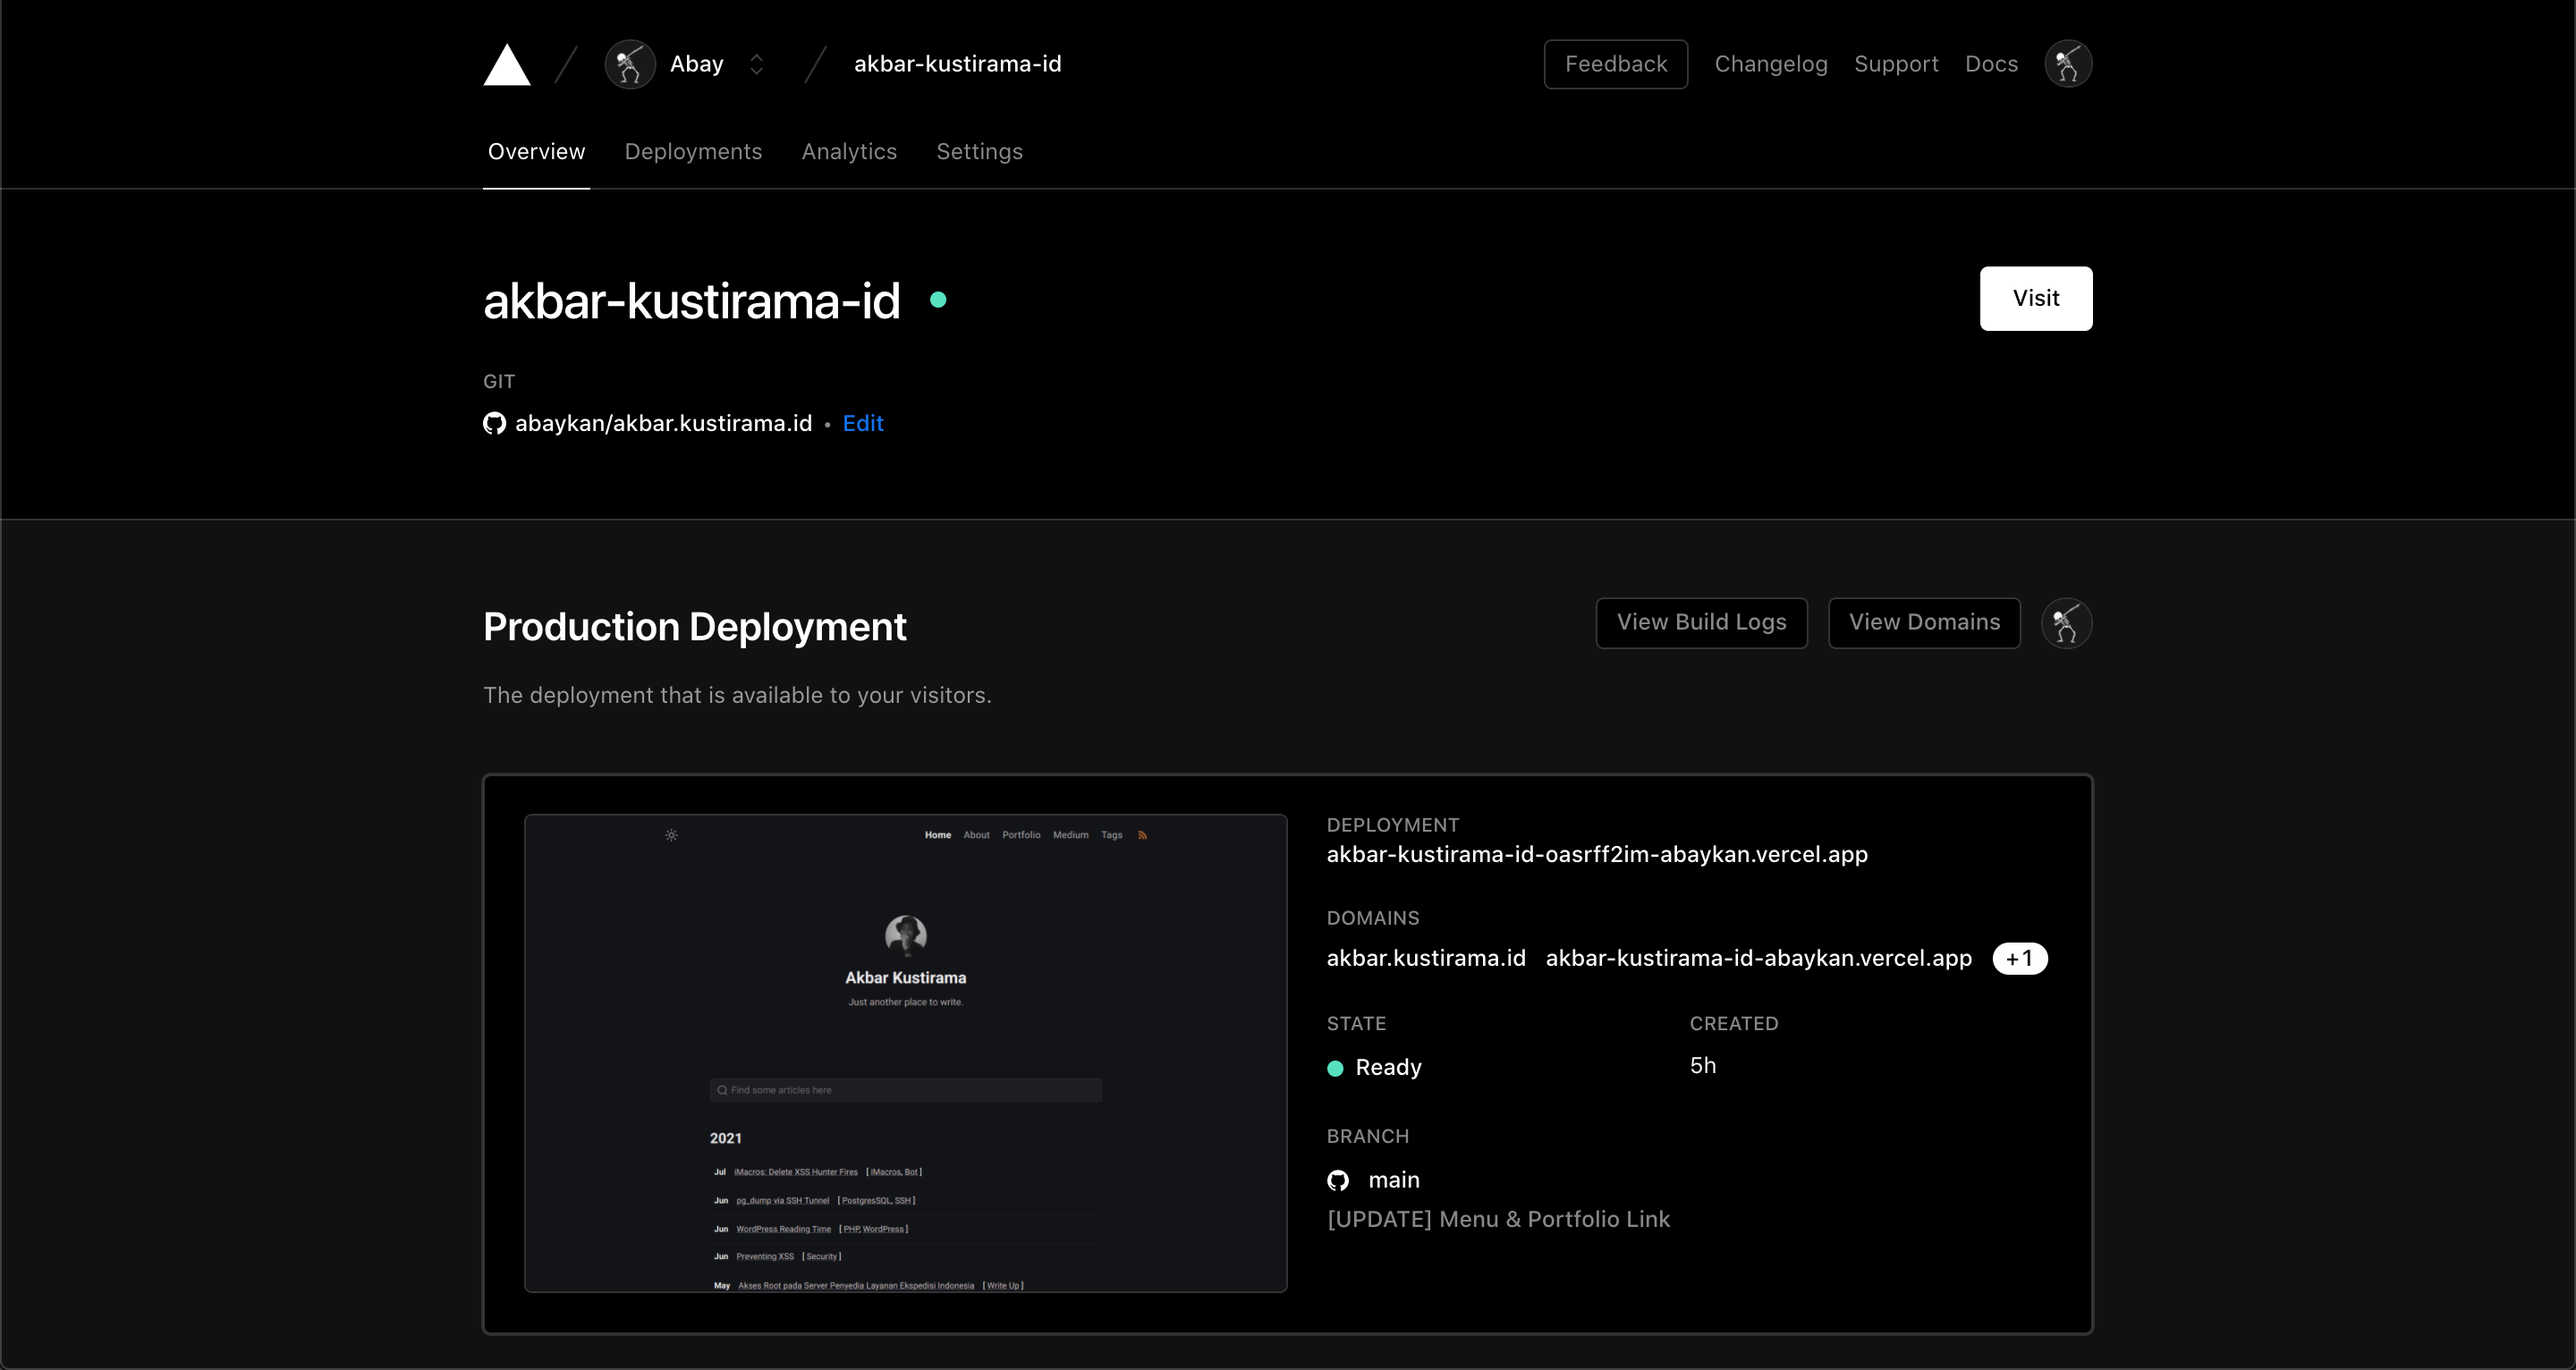 Abay akbar-kustirama-id Feedback Changelog Support Docs
Overview Deployments Analytics Settings
akbar-kustirama-id Visit
GIT
abaykan/akbar.kustirama.id • Edit
Production Deployment View Build Logs View Domains
The deployment that is available to your visitors.
Home About Portfolio Medium Tags
Akbar Kustirama
Just another place to write.
Find some articles here
2021
Jul iMacros: Delete XSS Hunter Fires [ iMacros, Bot ]
Jun pg_dump via SSH Tunnel [ PostgresSQL, SSH ]
Jun WordPress Reading Time [ PHP, WordPress ]
Jun Preventing XSS [ Security ]
May Akses Root pada Server Penyedia Layanan Ekspedisi Indonesia [ Write Up ]
DEPLOYMENT
akbar-kustirama-id-oasrff2im-abaykan.vercel.app
DOMAINS
akbar.kustirama.id akbar-kustirama-id-abaykan.vercel.app +1
STATE CREATED
Ready 5h
BRANCH
main
[UPDATE] Menu & Portfolio Link